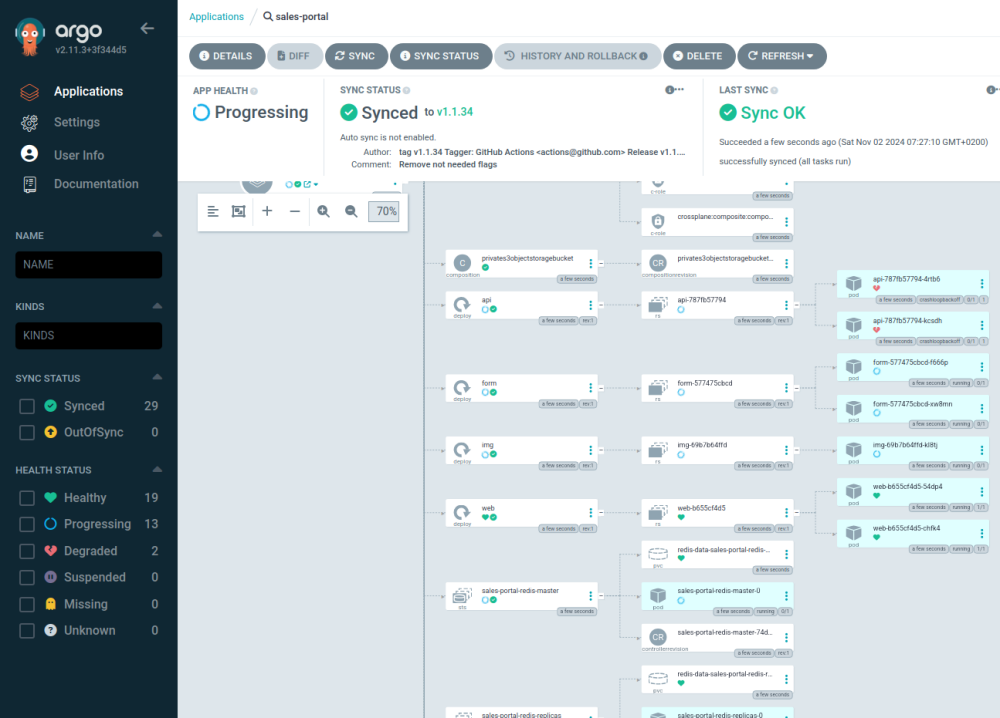 argo
v2.11.3+3f344d5
Applications
Settings
User Info
Documentation
NAME
NAME
KINDS
KINDS
SYNC STATUS
Synced 29
OutOfSync 0
HEALTH STATUS
Healthy 19
Progressing 13
Degraded 2
Suspended 0
Missing 0
Unknown 0
Applications / sales-portal
DETAILS DIFF SYNC SYNC STATUS HISTORY AND ROLLBACK DELETE REFRESH
APP HEALTH
Progressing
SYNC STATUS
Synced to v1.1.34
Auto sync is not enabled.
Author: tag v1.1.34 Tagger: GitHub Actions <actions@github.com> Release v1.1....
Comment: Remove not needed flags
LAST SYNC
Sync OK
Succeeded a few seconds ago (Sat Nov 02 2024 07:27:10 GMT+0200)
successfully synced (all tasks run)
70%
c-role
a few seconds
crossplane:composite:compo...
c-role
a few seconds
C
privates3objectstoragebucket
composition
a few seconds
CR
privates3objectstoragebucket...
compositionrevision
a few seconds
api
deploy
a few seconds rev:1
api-787fb57794
rs
a few seconds rev:1
api-787fb57794-4rtb6
pod
a few seconds crashloopbackoff 0/1 1
api-787fb57794-kcsdh
pod
a few seconds crashloopbackoff 0/1 1
form
deploy
a few seconds rev:1
form-577475cbcd
rs
a few seconds rev:1
form-577475cbcd-f666p
pod
a few seconds running 0/1
form-577475cbcd-xw8mn
pod
a few seconds running 0/1
img
deploy
a few seconds rev:1
img-69b7b64ffd
rs
a few seconds rev:1
img-69b7b64ffd-kl8tj
pod
a few seconds running 0/1
web
deploy
a few seconds rev:1
web-b655cf4d5
rs
a few seconds rev:1
web-b655cf4d5-54dp4
pod
a few seconds running 1/1
web-b655cf4d5-chfk4
pod
a few seconds running 1/1
redis-data-sales-portal-redis-...
pvc
a few seconds
sales-portal-redis-master
sts
a few seconds
sales-portal-redis-master-0
pod
a few seconds running 0/1
CR
sales-portal-redis-master-74d...
controllerrevision
a few seconds rev:1
redis-data-sales-portal-redis-r...
pvc
a few seconds
sales-portal-redis-replicas
sales-portal-redis-replicas-0